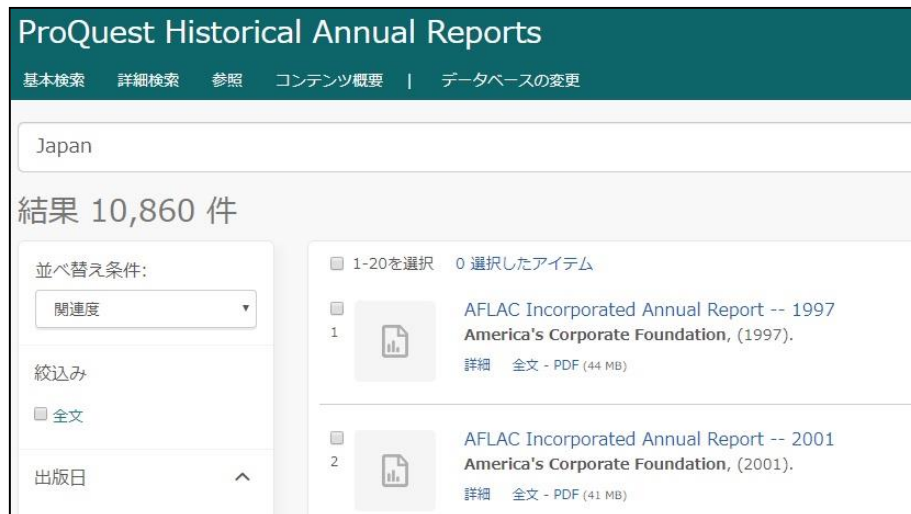 ProQuest Historical Annual Reports
基本検索 詳細検索 参照 コンテンツ概要 | データベースの変更
Japan
結果 10,860 件
並べ替え条件:
関連度
絞込み
全文
出版日
1-20を選択 0 選択したアイテム
1
AFLAC Incorporated Annual Report -- 1997
America's Corporate Foundation, (1997).
詳細 全文 - PDF (44 MB)
2
AFLAC Incorporated Annual Report -- 2001
America's Corporate Foundation, (2001).
詳細 全文 - PDF (41 MB)